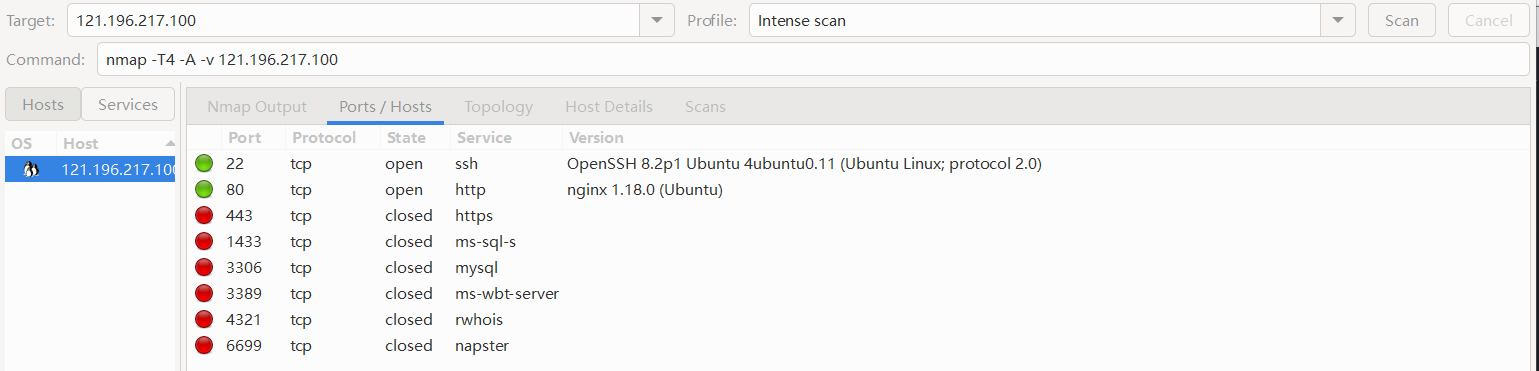 Target: 121.196.217.100 Profile: Intense scan Scan Cancel
Command: nmap -T4 -A -v 121.196.217.100
Hosts Services Nmap Output Ports / Hosts Topology Host Details Scans
OS Host Port Protocol State Service Version
121.196.217.100 22 tcp open ssh OpenSSH 8.2p1 Ubuntu 4ubuntu0.11 (Ubuntu Linux; protocol 2.0)
80 tcp open http nginx 1.18.0 (Ubuntu)
443 tcp closed https
1433 tcp closed ms-sql-s
3306 tcp closed mysql
3389 tcp closed ms-wbt-server
4321 tcp closed rwhois
6699 tcp closed napster